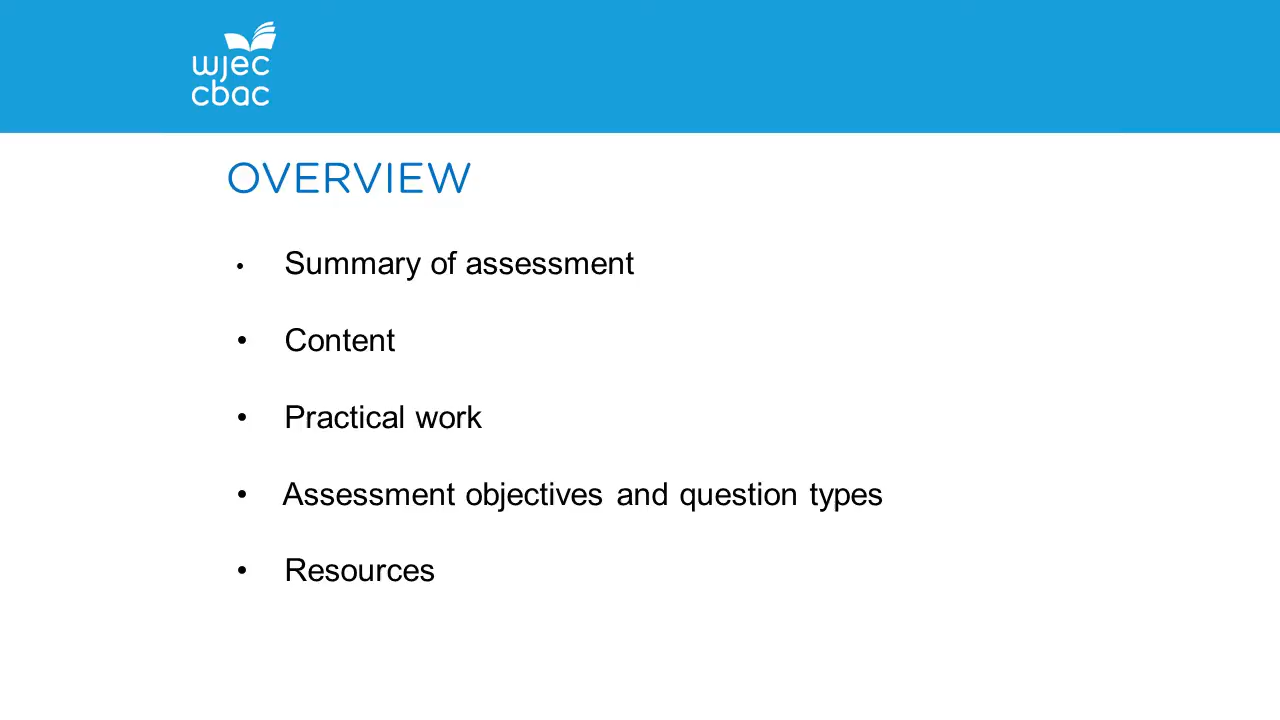 wjec
cbac
OVERVIEW
• Summary of assessment
• Content
• Practical work
• Assessment objectives and question types
• Resources